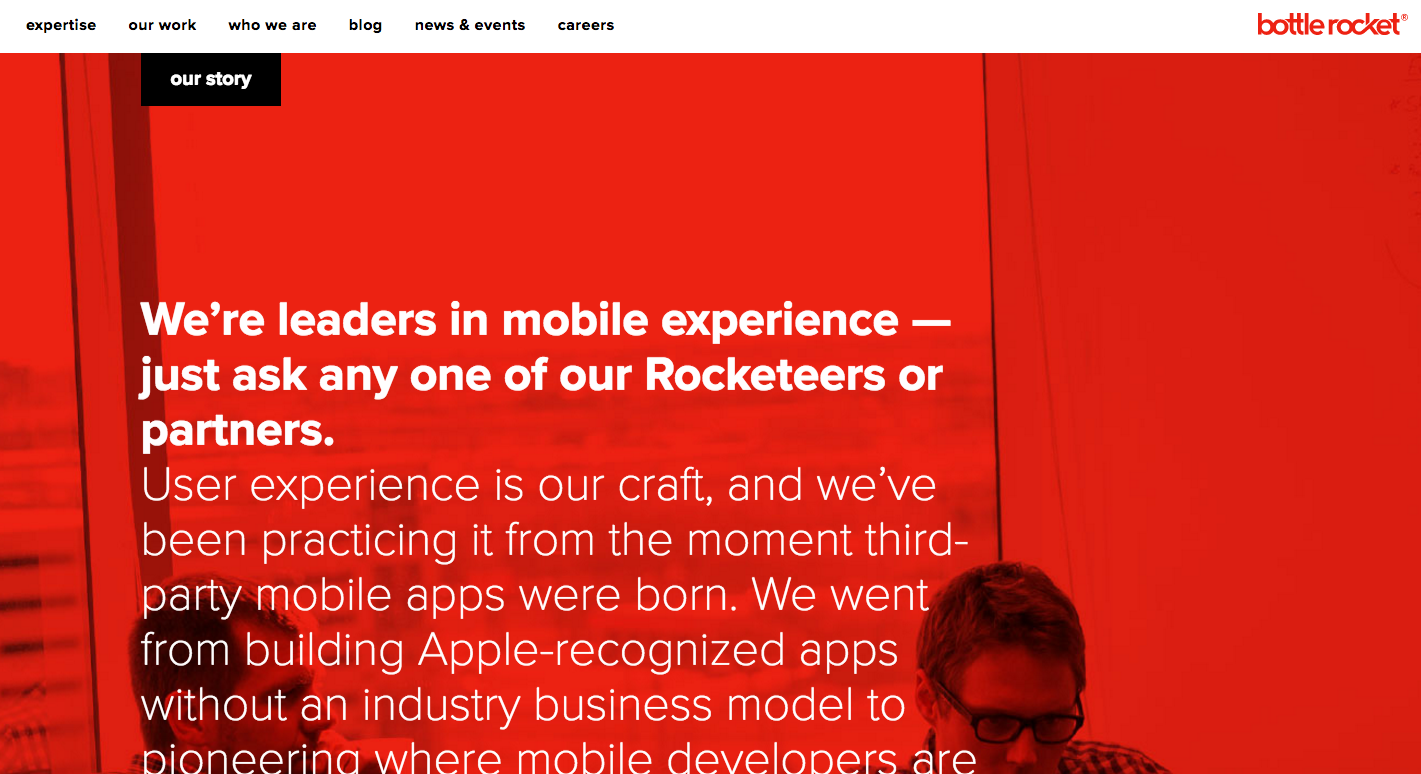 expertise our work who we are blog news & events careers
bottle rocket®
our story
We’re leaders in mobile experience —
just ask any one of our Rocketeers or
partners.
User experience is our craft, and we’ve
been practicing it from the moment third-
party mobile apps were born. We went
from building Apple-recognized apps
without an industry business model to
pioneering where mobile developers are